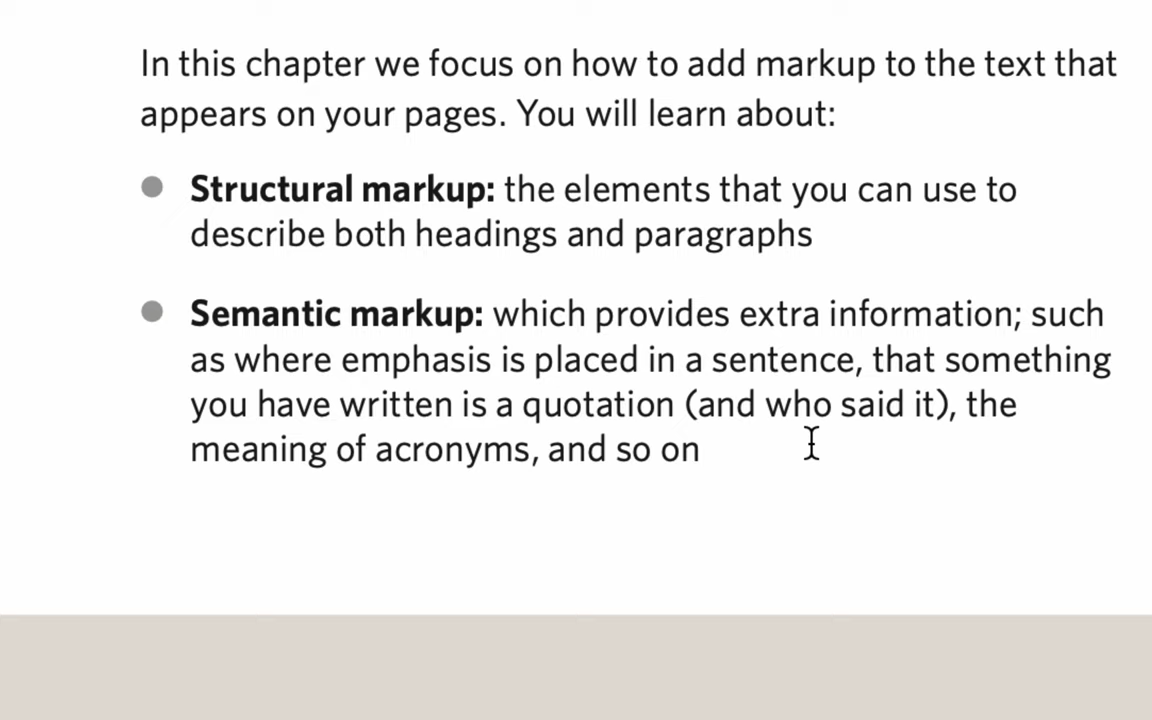 In this chapter we focus on how to add markup to the text that
appears on your pages. You will learn about:
Structural markup: the elements that you can use to
describe both headings and paragraphs
Semantic markup: which provides extra information; such
as where emphasis is placed in a sentence, that something
you have written is a quotation (and who said it), the
meaning of acronyms, and so on